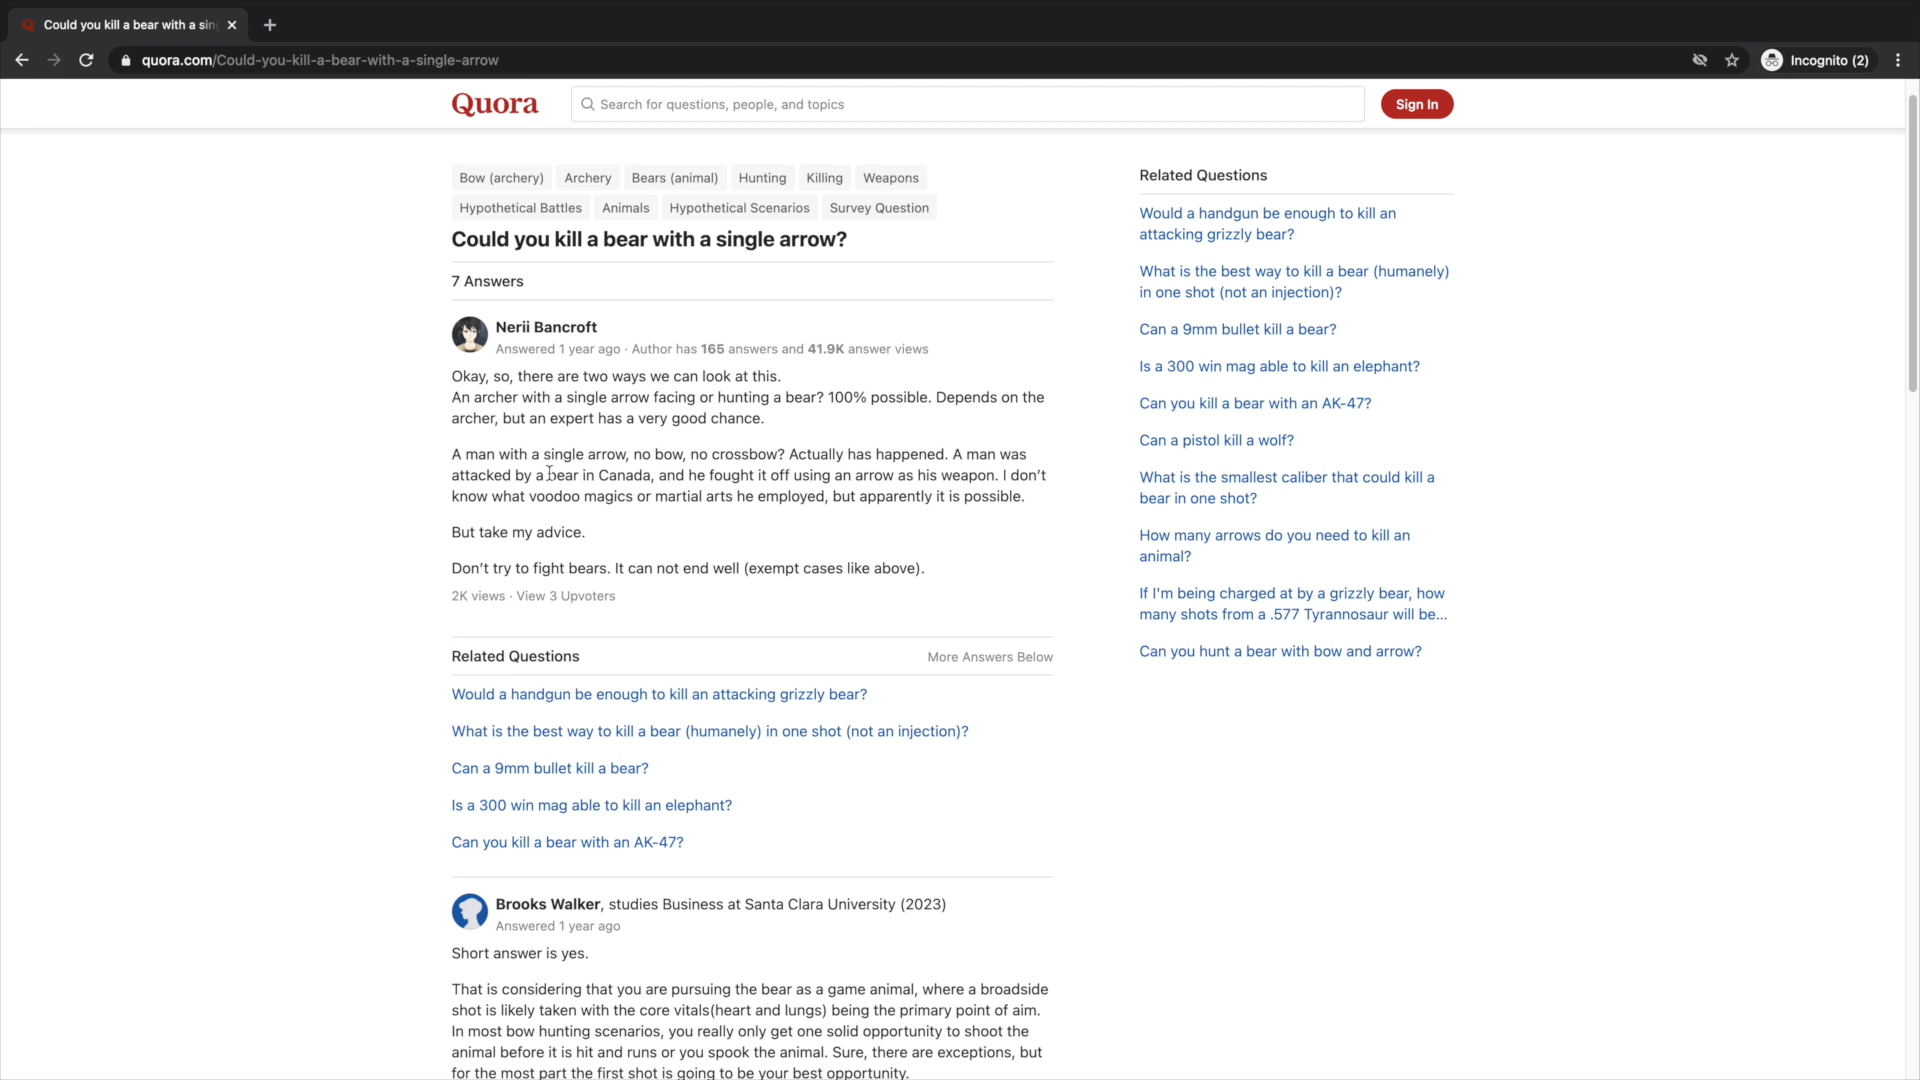 Could you kill a bear with a sin
quora.com/Could-you-kill-a-bear-with-a-single-arrow
Incognito (2)
Quora
Search for questions, people, and topics
Sign In
Bow (archery) Archery Bears (animal) Hunting Killing Weapons
Hypothetical Battles Animals Hypothetical Scenarios Survey Question
Could you kill a bear with a single arrow?
7 Answers
Nerii Bancroft
Answered 1 year ago · Author has 165 answers and 41.9K answer views
Okay, so, there are two ways we can look at this.
An archer with a single arrow facing or hunting a bear? 100% possible. Depends on the
archer, but an expert has a very good chance.
A man with a single arrow, no bow, no crossbow? Actually has happened. A man was
attacked by a bear in Canada, and he fought it off using an arrow as his weapon. I don’t
know what voodoo magics or martial arts he employed, but apparently it is possible.
But take my advice.
Don’t try to fight bears. It can not end well (exempt cases like above).
2K views · View 3 Upvoters
Related Questions
More Answers Below
Would a handgun be enough to kill an attacking grizzly bear?
What is the best way to kill a bear (humanely) in one shot (not an injection)?
Can a 9mm bullet kill a bear?
Is a 300 win mag able to kill an elephant?
Can you kill a bear with an AK-47?
Brooks Walker, studies Business at Santa Clara University (2023)
Answered 1 year ago
Short answer is yes.
That is considering that you are pursuing the bear as a game animal, where a broadside
shot is likely taken with the core vitals(heart and lungs) being the primary point of aim.
In most bow hunting scenarios, you really only get one solid opportunity to shoot the
animal before it is hit and runs or you spook the animal. Sure, there are exceptions, but
for the most part the first shot is going to be your best opportunity.
Related Questions
Would a handgun be enough to kill an
attacking grizzly bear?
What is the best way to kill a bear (humanely)
in one shot (not an injection)?
Can a 9mm bullet kill a bear?
Is a 300 win mag able to kill an elephant?
Can you kill a bear with an AK-47?
Can a pistol kill a wolf?
What is the smallest caliber that could kill a
bear in one shot?
How many arrows do you need to kill an
animal?
If I'm being charged at by a grizzly bear, how
many shots from a .577 Tyrannosaur will be...
Can you hunt a bear with bow and arrow?